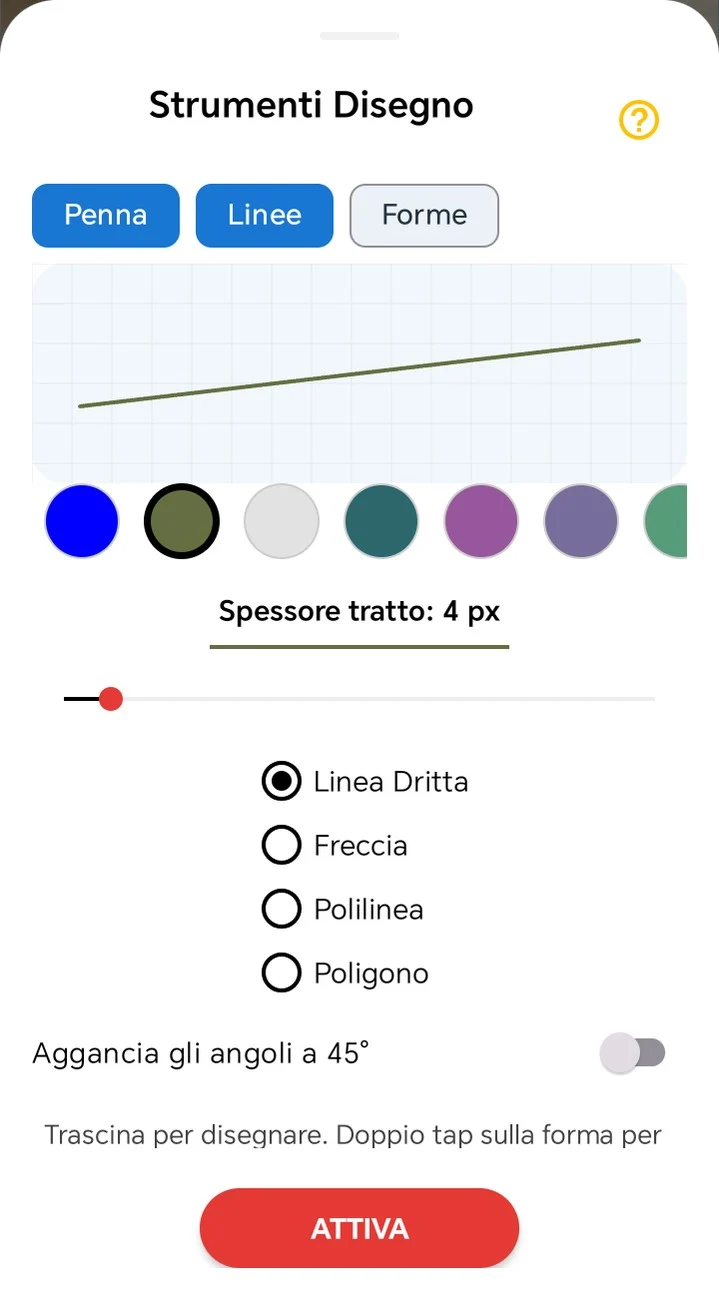 Strumenti Disegno
?
Penna
Linee
Forme
Spessore tratto: 4 px
Linea Dritta
Freccia
Polilinea
Poligono
Aggancia gli angoli a 45°
Trascina per disegnare. Doppio tap sulla forma per
ATTIVA